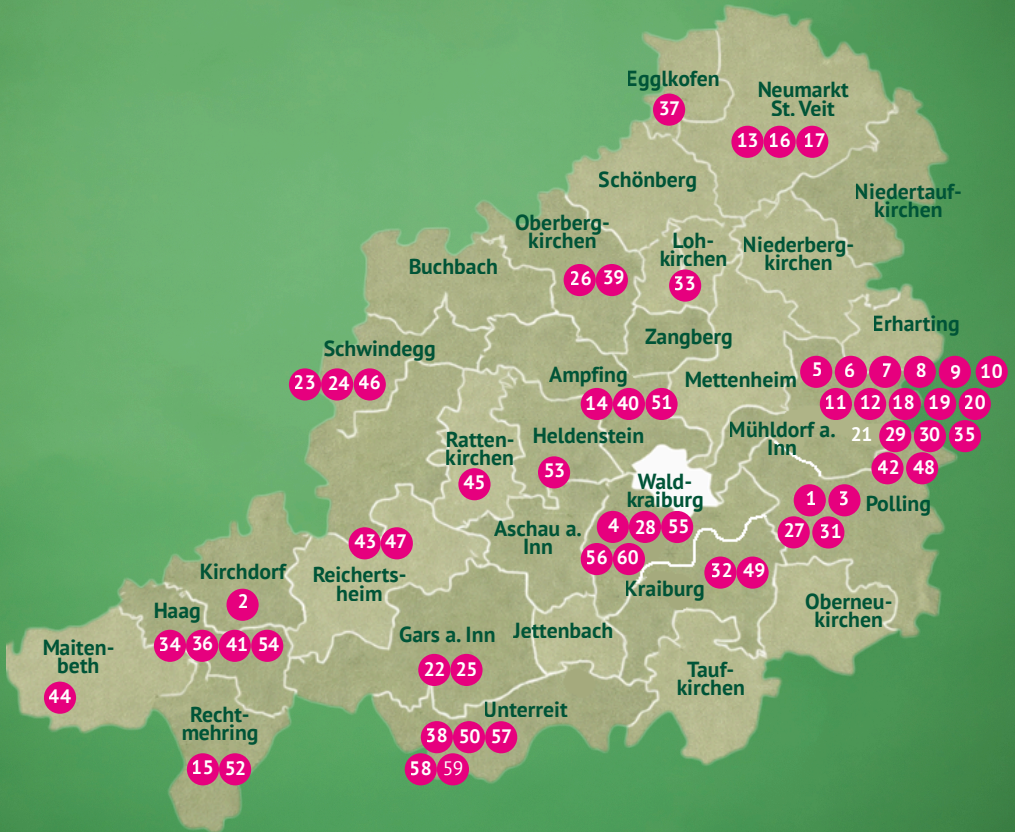 Egglkofen
37
Neumarkt
St. Veit
13 16 17
Schönberg
Niedertauf-
kirchen
Oberberg-
kirchen
26 39
Loh-
kirchen
33
Niederberg-
kirchen
Buchbach
Erharting
Zangberg
Schwindegg
23 24 46
Ampfing
14 40 51
Mettenheim
5 6 7 8 9 10
11 12 18 19 20
Mühldorf a.
Inn
21 29 30 35
42 48
Heldenstein
53
Ratten-
kirchen
45
Wald-
kraiburg
4 28 55
56 60
1 3
Polling
27 31
Aschau a.
Inn
43 47
Reicherts-
heim
Kraiburg
32 49
Kirchdorf
2
Haag
34 36 41 54
Oberneu-
kirchen
Maiten-
beth
44
Gars a. Inn
22 25
Jettenbach
Tauf-
kirchen
Unterreit
38 50 57
58 59
Recht-
mehring
15 52